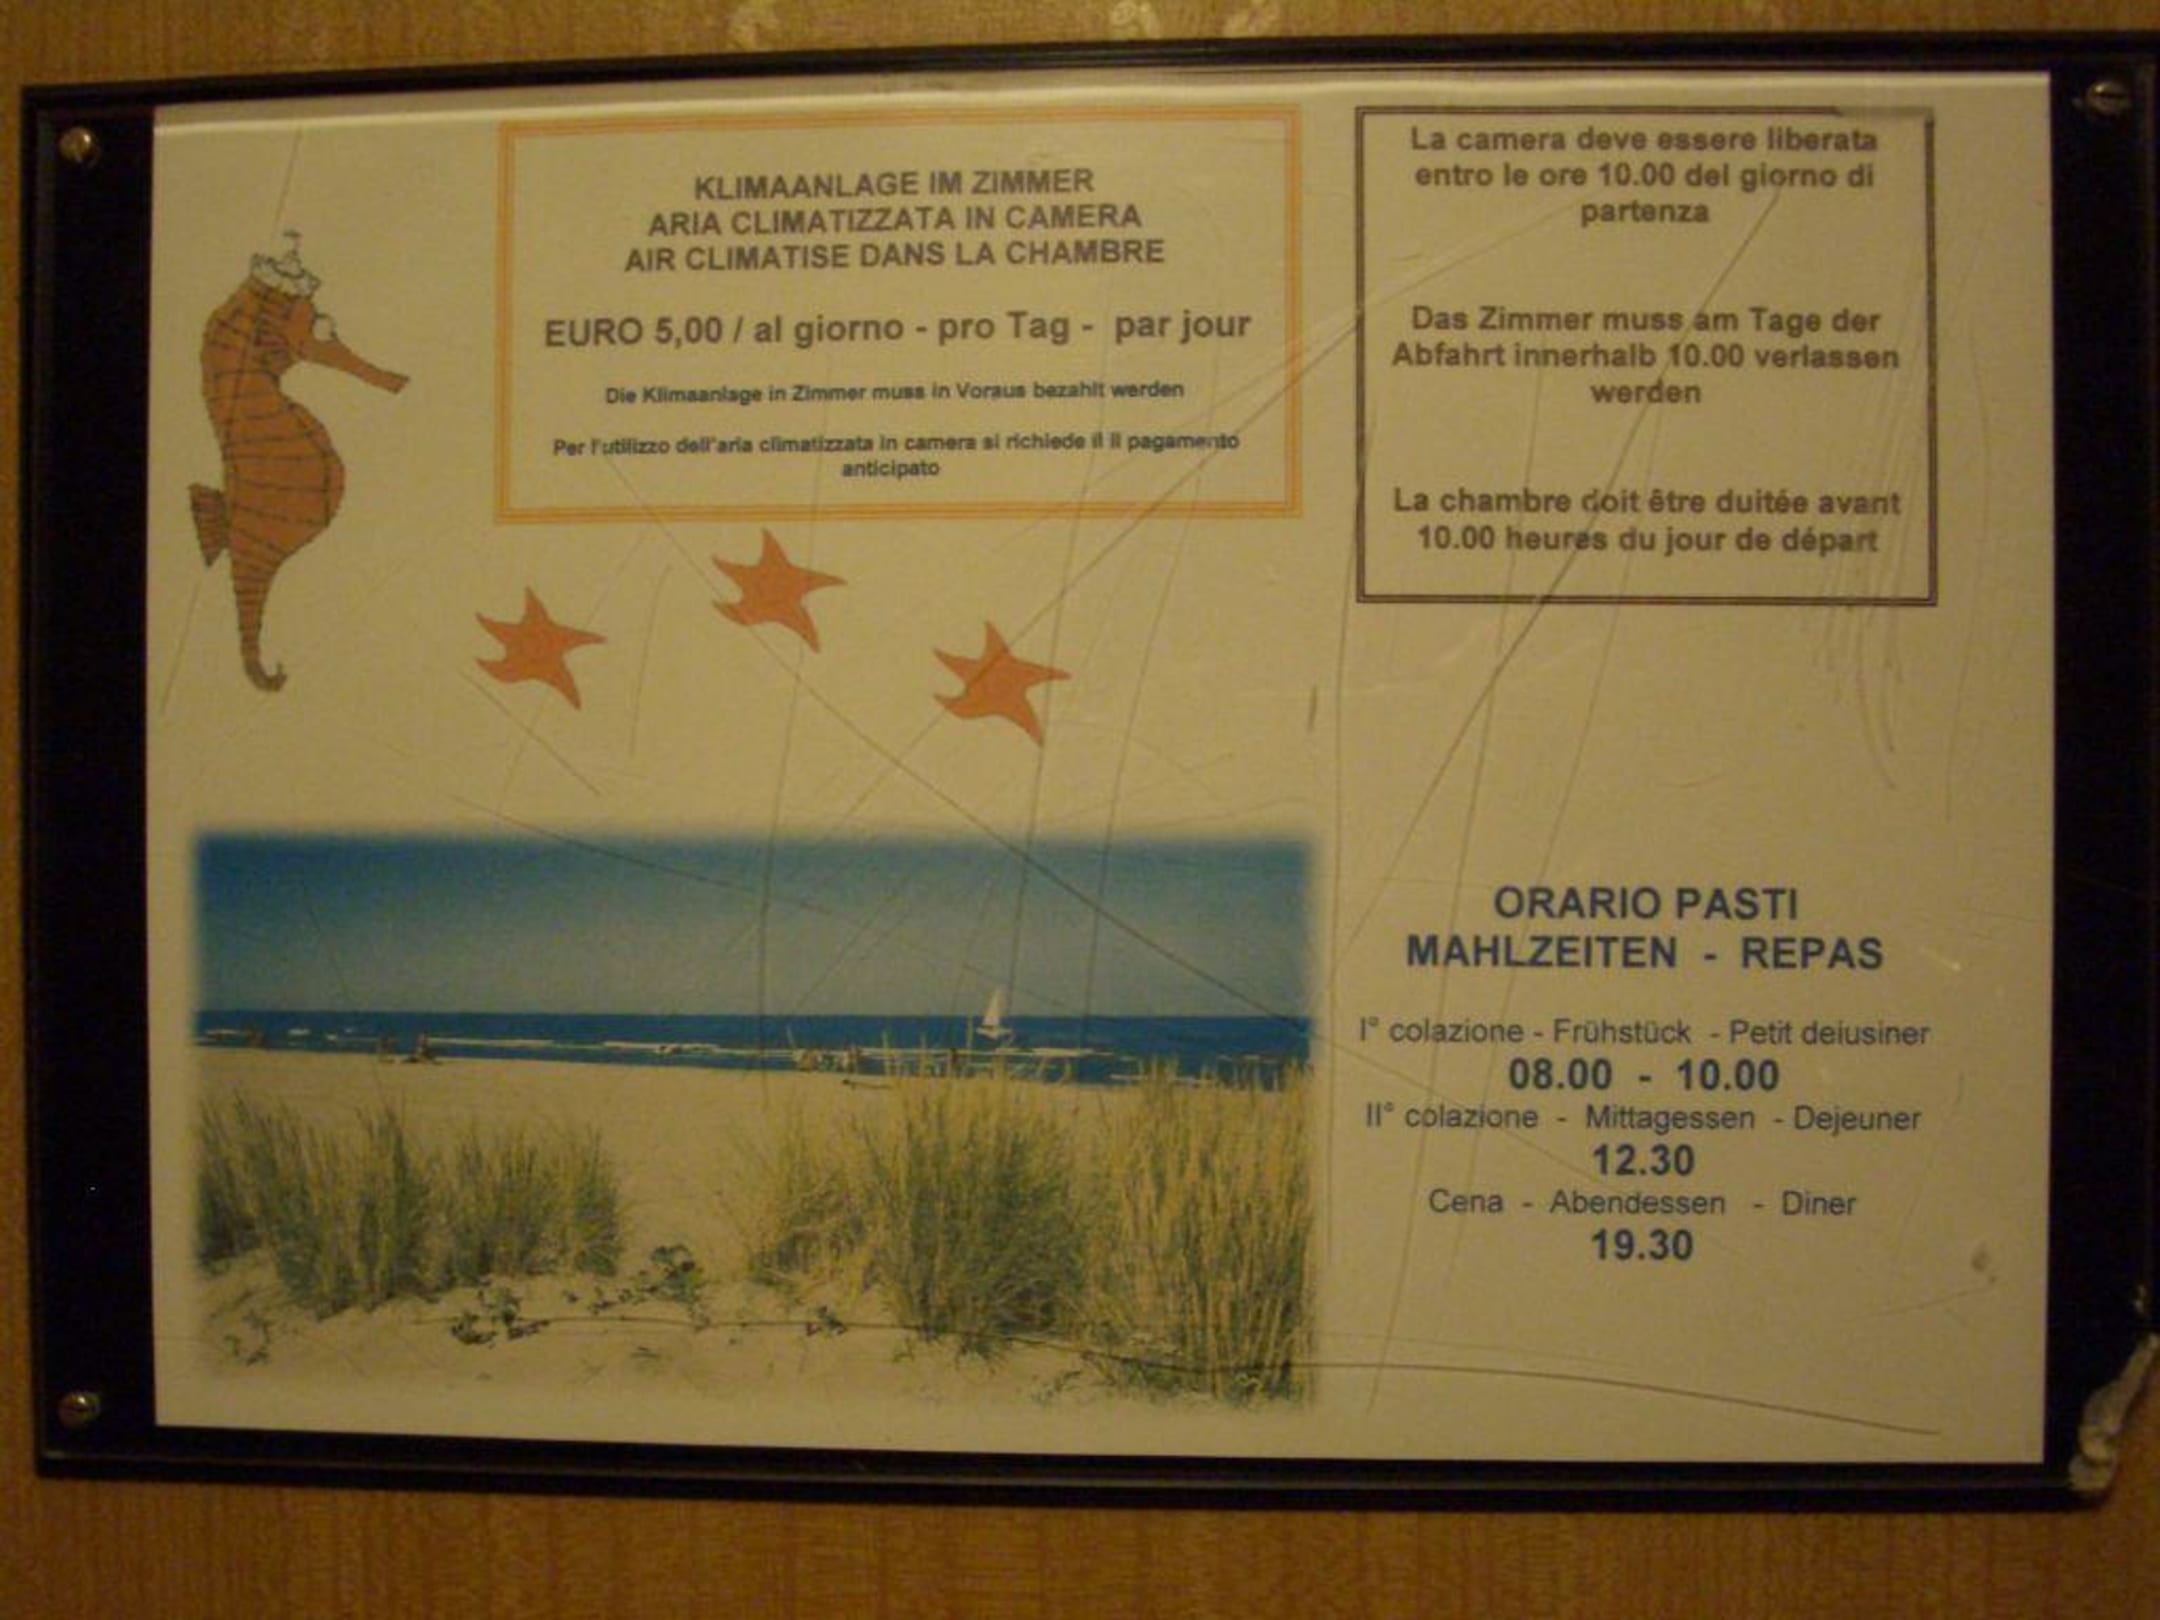 KLIMAANLAGE IM ZIMMER
ARIA CLIMATIZZATA IN CAMERA
AIR CLIMATISE DANS LA CHAMBRE
EURO 5,00 / al giorno - pro Tag - par jour
Die Klimaanlage in Zimmer muss in Voraus bezahlt werden
Per l'utilizzo dell'aria climatizzata in camera si richiede il il pagamento
anticipato
La camera deve essere liberata
entro le ore 10.00 del giorno di
partenza
Das Zimmer muss am Tage der
Abfahrt innerhalb 10.00 verlassen
werden
La chambre doit être duitée avant
10.00 heures du jour de départ
ORARIO PASTI
MAHLZEITEN - REPAS
I° colazione - Frühstück - Petit deiusiner
08.00 - 10.00
II° colazione - Mittagessen - Dejeuner
12.30
Cena - Abendessen - Diner
19.30